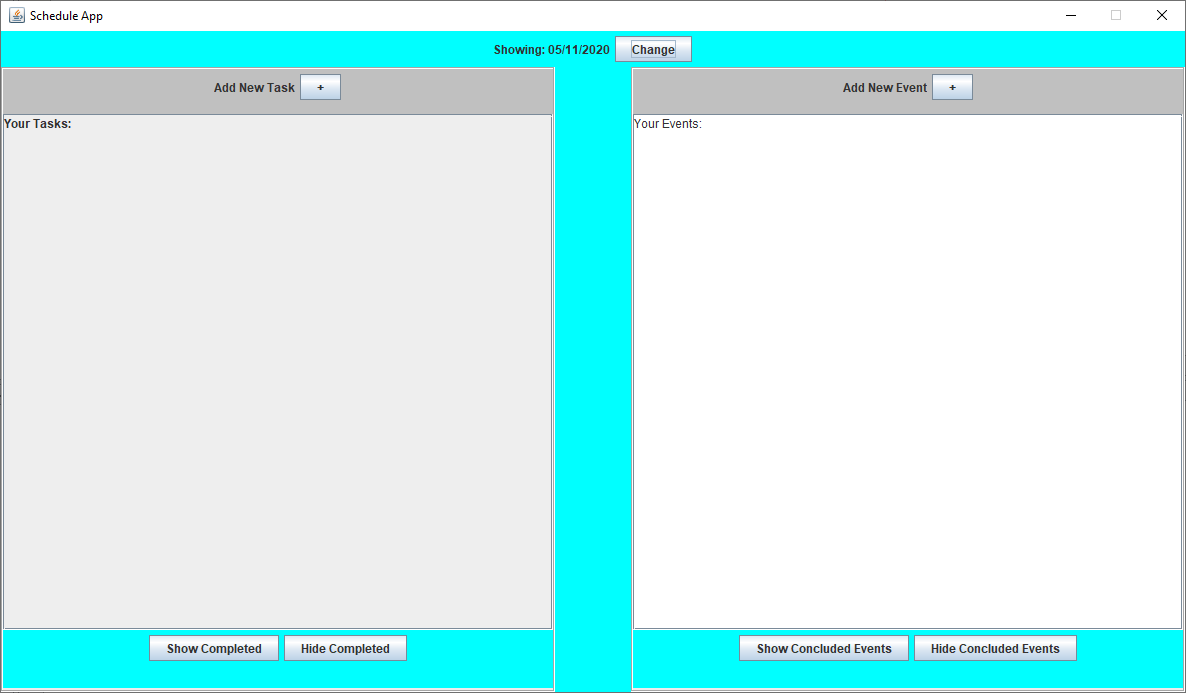 Schedule App
Showing: 05/11/2020 Change
Add New Task +
Your Tasks:
Show Completed Hide Completed
Add New Event +
Your Events:
Show Concluded Events Hide Concluded Events